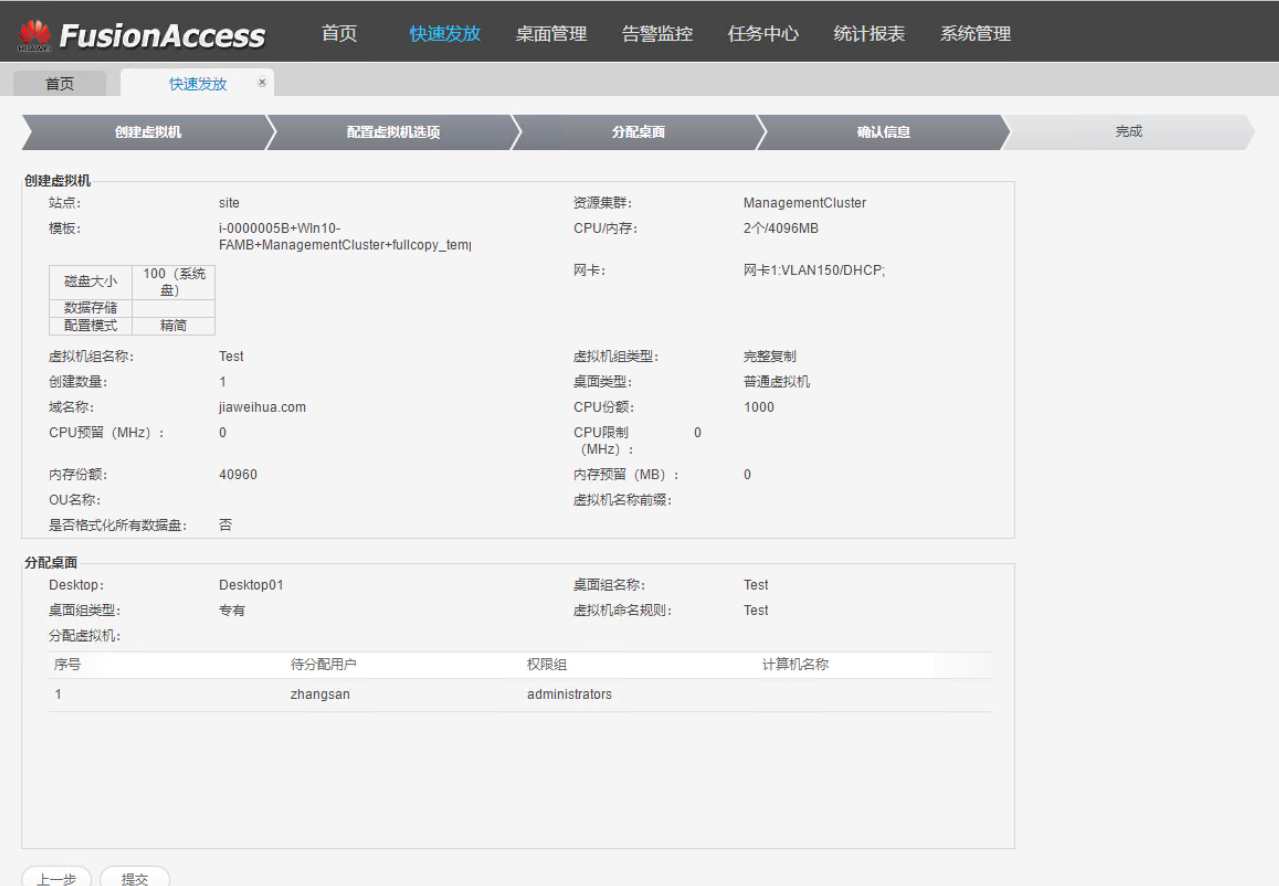 HUAWEI FusionAccess 首页 快速发放 桌面管理 告警监控 任务中心 统计报表 系统管理
首页 快速发放 ×
创建虚拟机 配置虚拟机选项 分配桌面 确认信息 完成
创建虚拟机
站点: site 资源集群: ManagementCluster
模板: i-0000005B+WIn10- CPU/内存: 2个/4096MB
FAMB+ManagementCluster+fullcopy_temp
网卡: 网卡1:VLAN150/DHCP;
磁盘大小 100（系统
盘）
数据存储
配置模式 精简
虚拟机组名称: Test 虚拟机组类型: 完整复制
创建数量: 1 桌面类型: 普通虚拟机
域名称: jiaweihua.com CPU份额: 1000
CPU预留（MHz）: 0 CPU限制 0
（MHz）:
内存份额: 40960 内存预留（MB）: 0
OU名称: 虚拟机名称前缀:
是否格式化所有数据盘: 否
分配桌面
Desktop: Desktop01 桌面组名称: Test
桌面组类型: 专有 虚拟机命名规则: Test
分配虚拟机:
序号 待分配用户 权限组 计算机名称
1 zhangsan administrators
上一步 提交